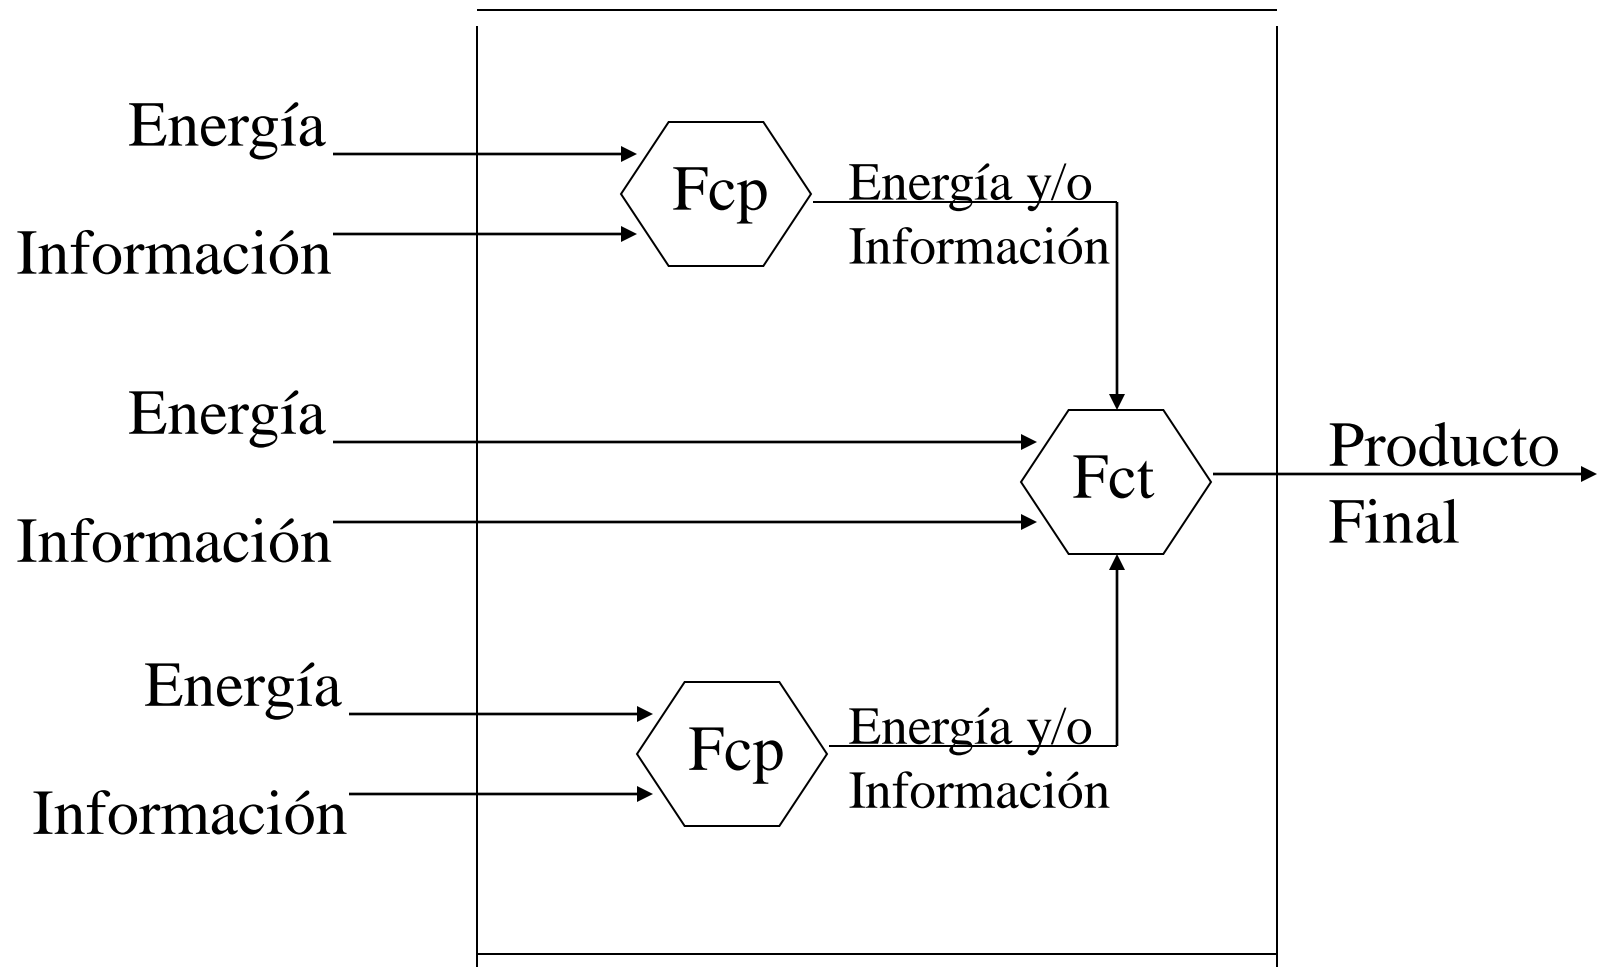 Energía
Fcp
Energía y/o
Información
Información
Energía
Fct
Producto
Final
Información
Energía
Fcp
Energía y/o
Información
Información